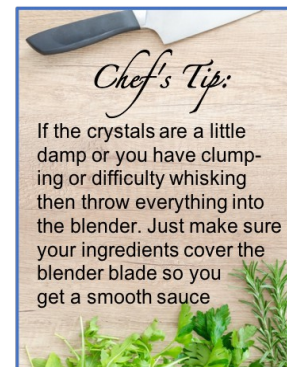 Chef's Tip:
If the crystals are a little
damp or you have clump-
ing or difficulty whisking
then throw everything into
the blender. Just make sure
your ingredients cover the
blender blade so you
get a smooth sauce